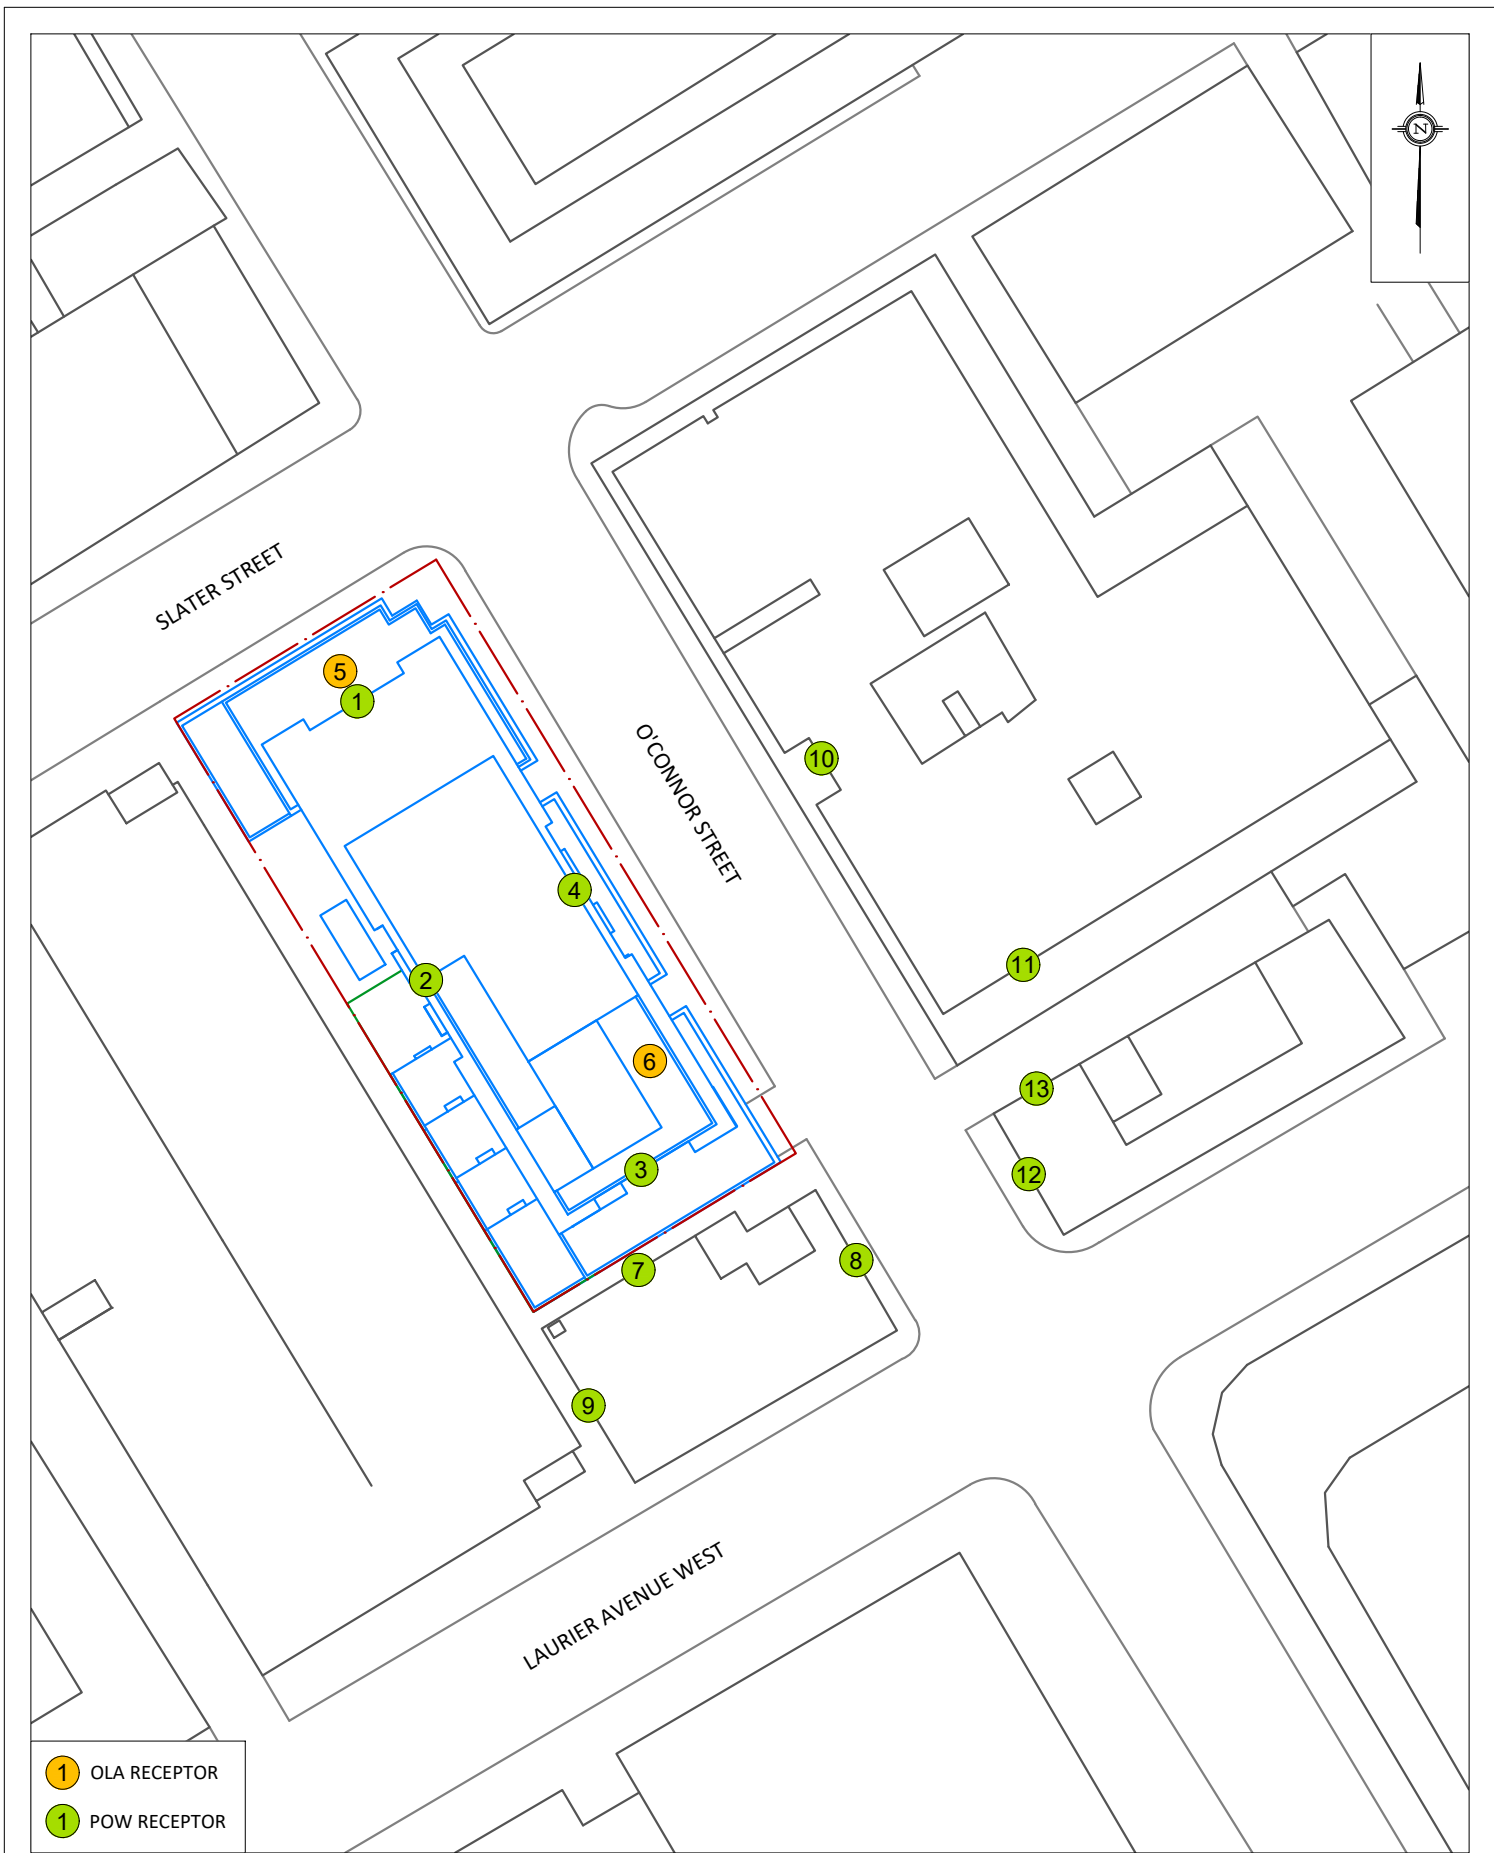 N
SLATER STREET
5
1
O'CONNOR STREET
10
4
11
2
6
13
3
12
8
7
9
LAURIER AVENUE WEST
1 OLA RECEPTOR
1 POW RECEPTOR